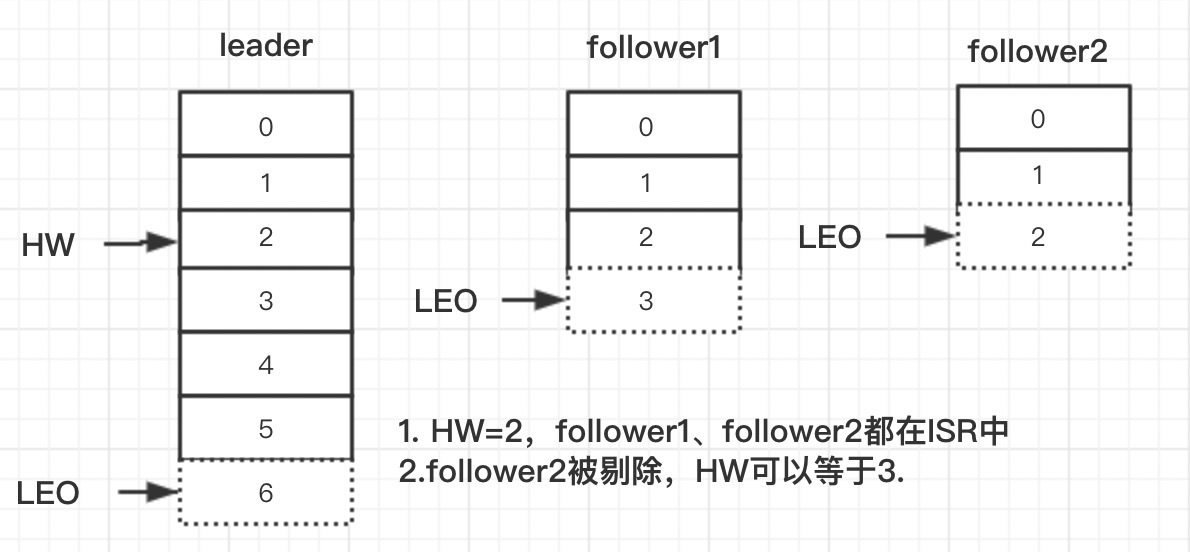 leader
follower1
follower2
0
1
HW
2
3
4
5
LEO
6
0
1
2
LEO
3
0
1
LEO
2
1. HW=2，follower1、follower2都在ISR中
2.follower2被剔除，HW可以等于3.